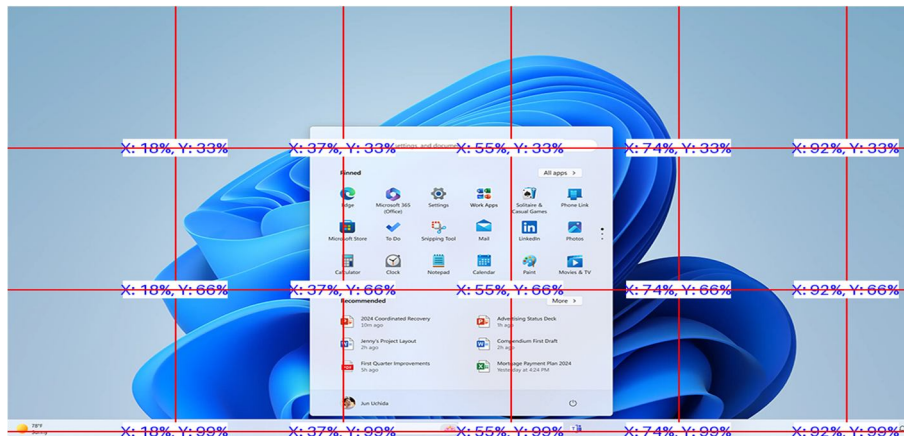 settings, and docume
X: 18%, Y: 33% X: 37%, Y: 33% X: 55%, Y: 33% X: 74%, Y: 33% X: 92%, Y: 33%
Pinned All apps >
Edge Microsoft 365 (Office) Settings Work Apps Solitaire & Casual Games Phone Link
Microsoft Store To Do Snipping Tool Mail LinkedIn Photos
Calculator Clock Notepad Calendar Paint Movies & TV
X: 18%, Y: 66% X: 37%, Y: 66% X: 55%, Y: 66% X: 74%, Y: 66% X: 92%, Y: 66%
Recommended More >
2024 Coordinated Recovery Advertising Status Deck
10m ago 5h ago
Jenny's Project Layout Compendium First Draft
2h ago 2h ago
First Quarter Improvements Mortgage Payment Plan 2024
5h ago Yesterday at 4:24 PM
Jun Uchida
78°F
Sunny
X: 18%, Y: 99% X: 37%, Y: 99% X: 55%, Y: 99% X: 74%, Y: 99% X: 92%, Y: 99%